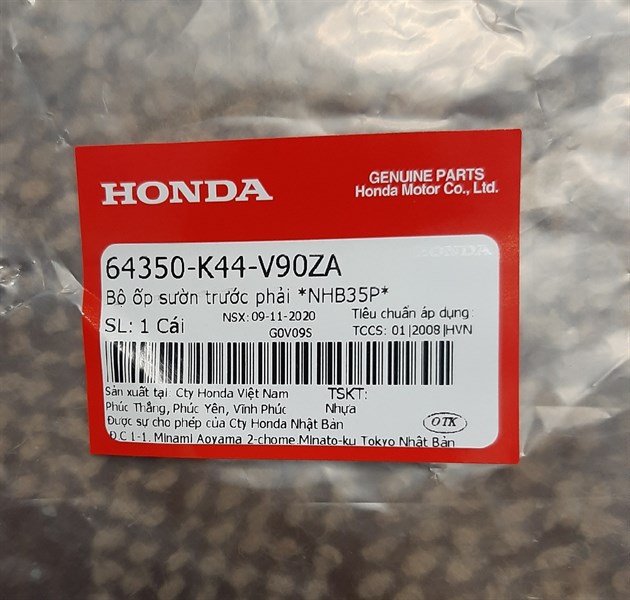 HONDA
GENUINE PARTS
Honda Motor Co., Ltd.
HONDA
64350-K44-V90ZA
Bộ ốp sườn trước phải *NHB35P*
SL: 1 Cái
NSX: 09-11-2020
G0V09S
Tiêu chuẩn áp dụng:
TCCS: 01|2008|HVN
Sản xuất tại Cty Honda Việt Nam
Phúc Thắng, Phúc Yên, Vĩnh Phúc
TSKT:
Nhựa
Được sự cho phép của Cty Honda Nhật Bản
Đ.C 1-1, Minami Aoyama 2-chome Minato-ku Tokyo Nhật Bản
OTK